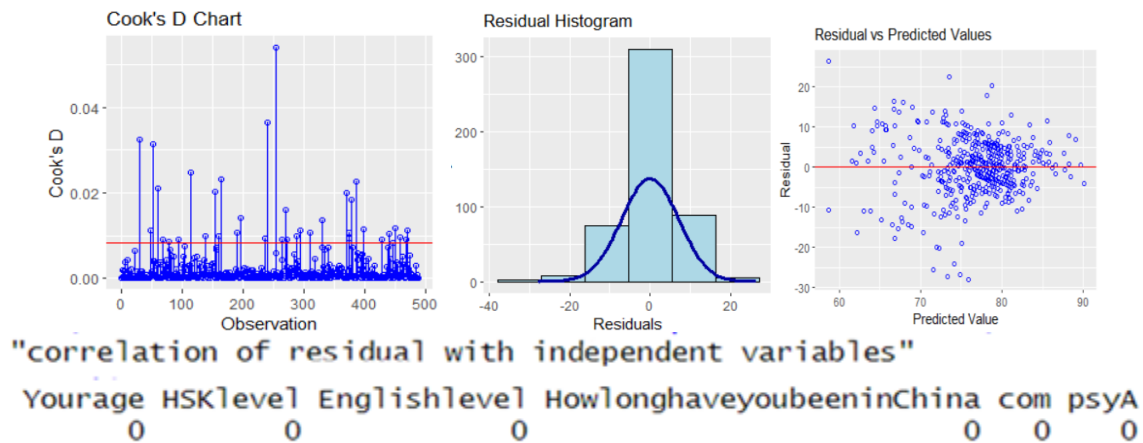 Cook's D Chart
Cook's D
0.04
0.02
0.00
0 100 200 300 400 500
Observation
Residual Histogram
300
200
100
0
-40 -20 0 20
Residuals
Residual vs Predicted Values
Residual
20
10
0
-10
-20
-30
60 70 80 90
Predicted Value
"correlation of residual with independent variables"
Yourage HSKlevel Englishlevel HowlonghaveyoubeeninChina com psyA
0 0 0 0 0 0